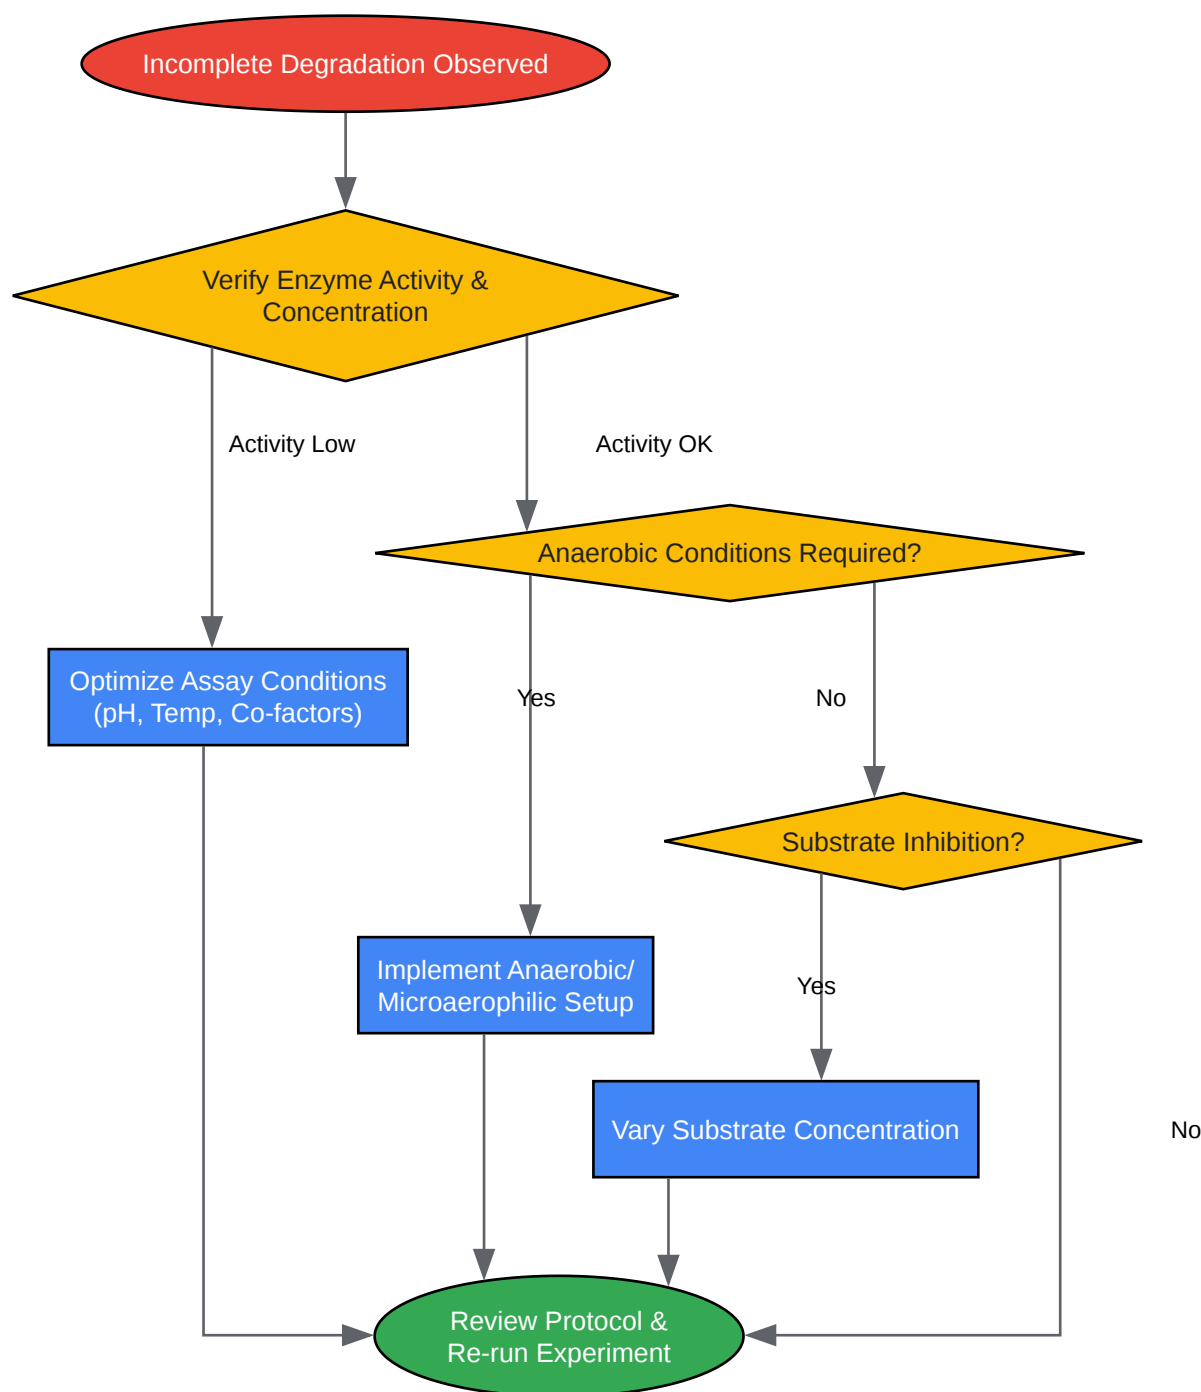 Incomplete Degradation Observed
Verify Enzyme Activity &
Concentration
Activity Low
Activity OK
Anaerobic Conditions Required?
Optimize Assay Conditions
(pH, Temp, Co-factors)
Yes
No
Substrate Inhibition?
Implement Anaerobic/
Microaerophilic Setup
Yes
Vary Substrate Concentration
No
Review Protocol &
Re-run Experiment